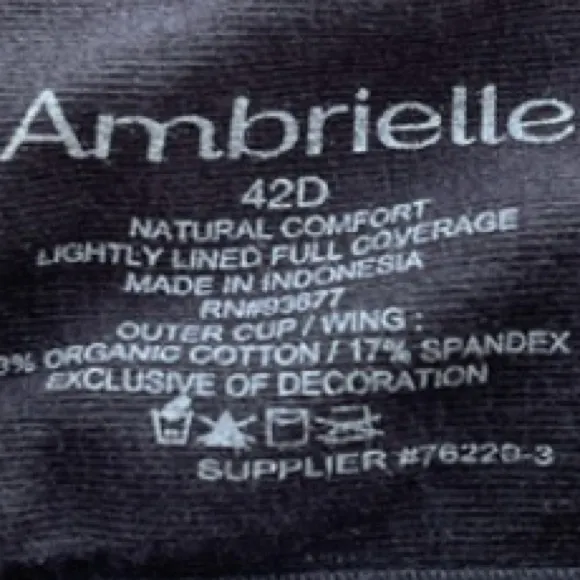 Ambrielle
42D
NATURAL COMFORT
LIGHTLY LINED FULL COVERAGE
MADE IN INDONESIA
RN#93677
OUTER CUP / WING :
3% ORGANIC COTTON / 17% SPANDEX
EXCLUSIVE OF DECORATION
SUPPLIER #76220-3